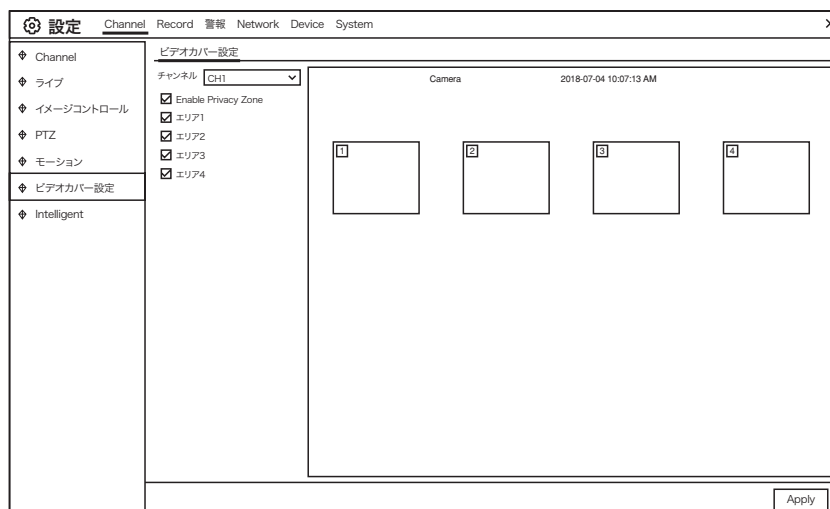 設定 Channel Record 警報 Network Device System X
Channel
ライブ
イメージコントロール
PTZ
モーション
ビデオカバー設定
Intelligent
ビデオカバー設定
チャンネル CH1
Enable Privacy Zone
エリア1
エリア2
エリア3
エリア4
Camera 2018-07-04 10:07:13 AM
1 2 3 4
Apply